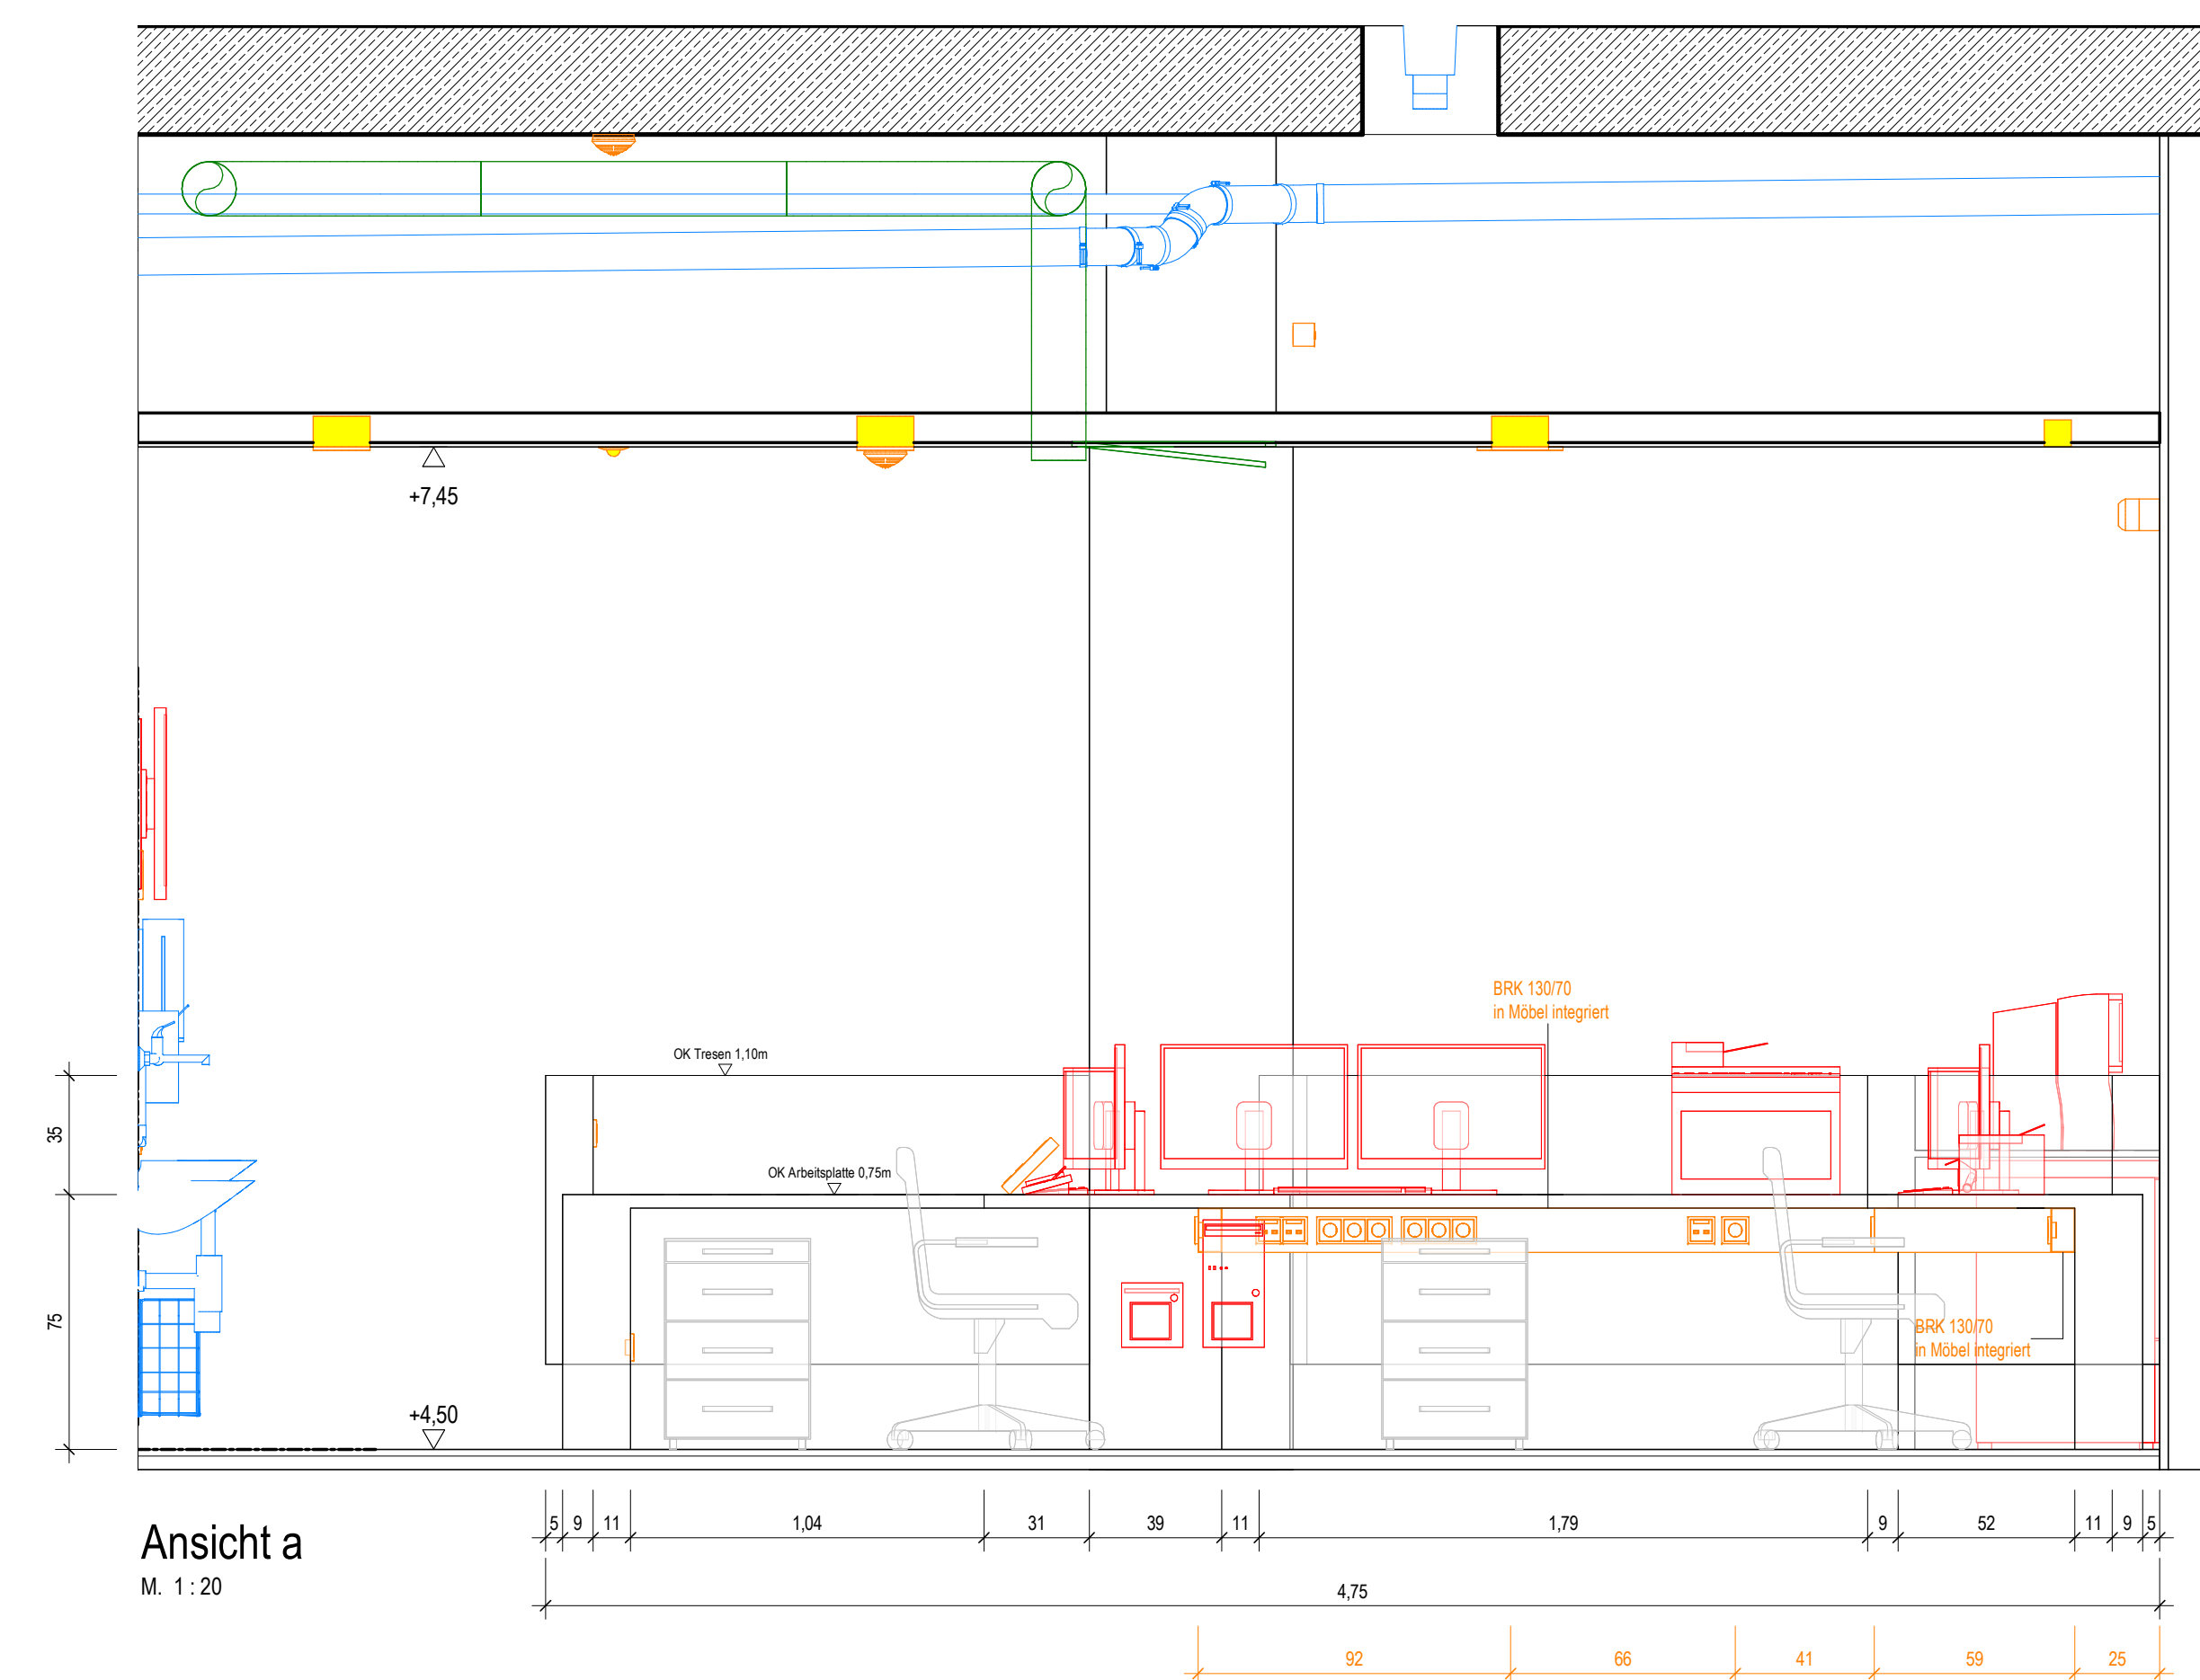 +7,45
BRK 130/70
in Möbel integriert
OK Tresen 1,10m
35
OK Arbeitsplatte 0,75m
75
BRK 130/70
in Möbel integriert
+4,50
5 9 11 1,04 31 39 11 1,79 9 52 11 9 5
Ansicht a
M. 1 : 20
4,75
92 66 41 59 25